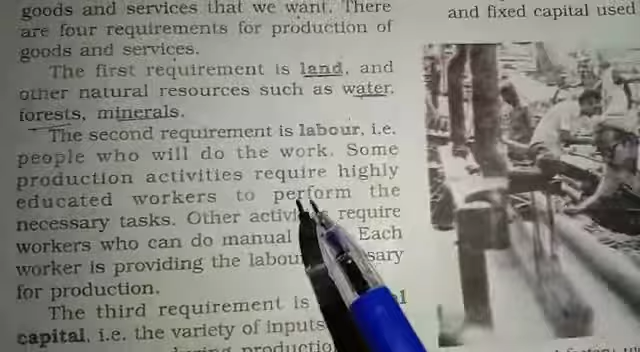 goods and services that we want. There
are four requirements for production of
goods and services.
The first requirement is land, and
other natural resources such as water,
forests, minerals.
The second requirement is labour, i.e.
people who will do the work. Some
production activities require highly
educated workers to perform the
necessary tasks. Other require
workers who can do manual Each
worker is providing the
for production.
The third requirement is
capital, i.e. the variety of inputs
and fixed capital used